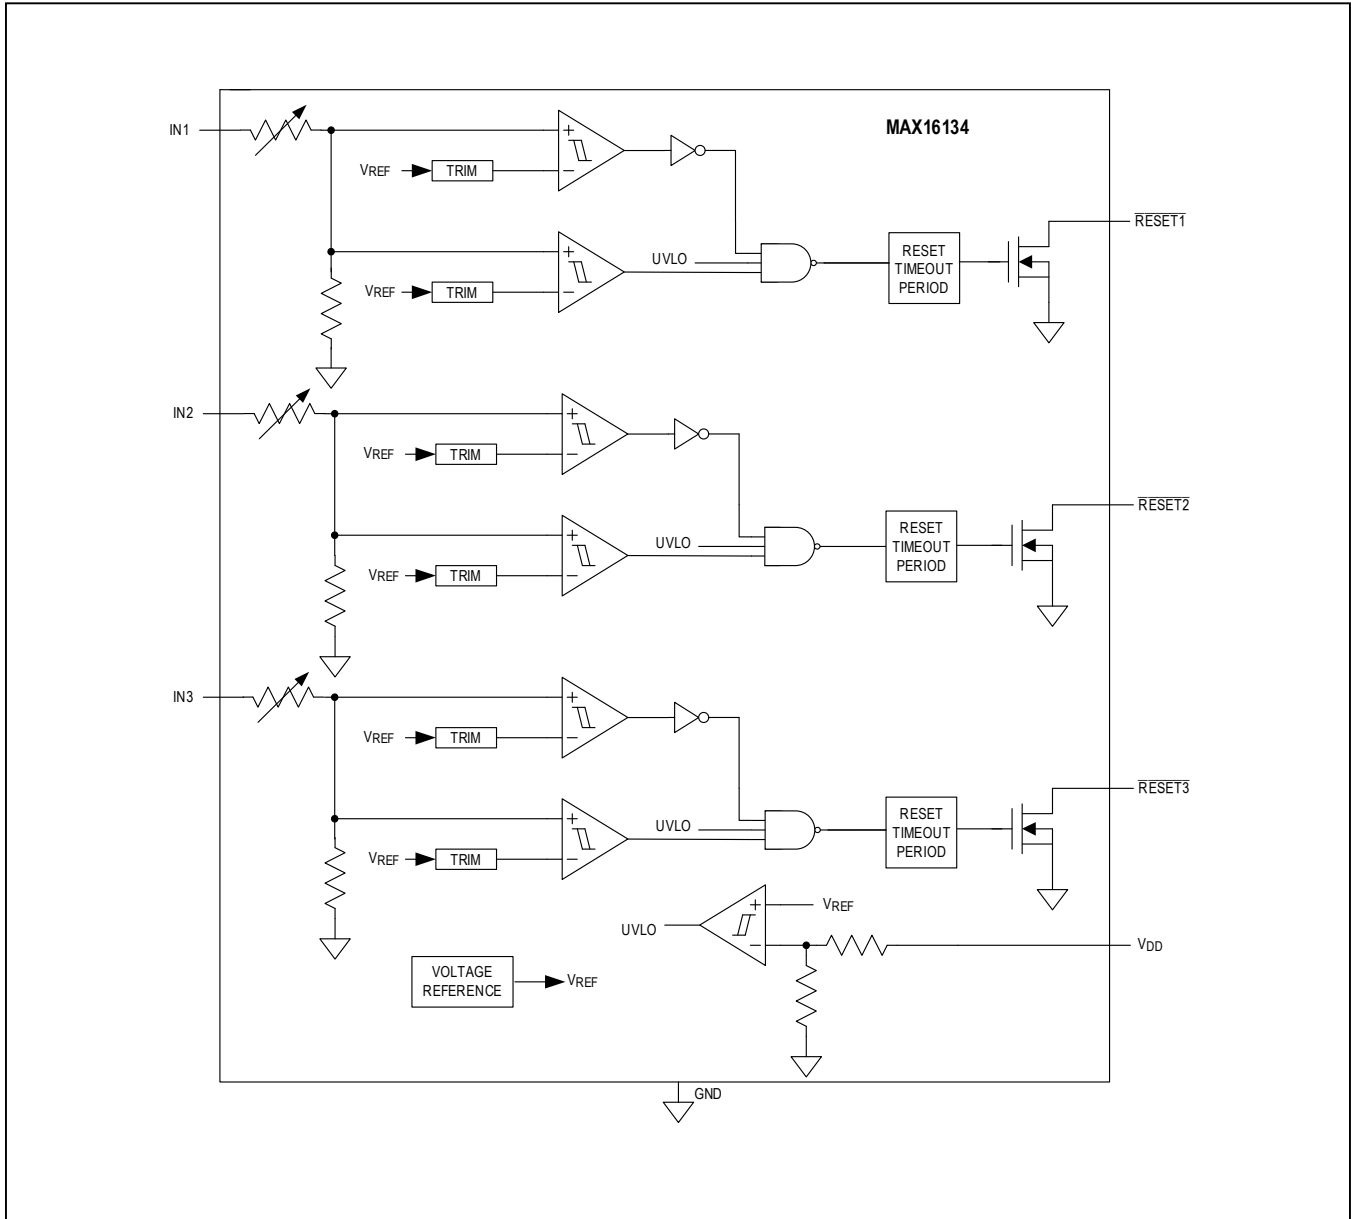 MAX16134
IN1
VREF
TRIM
RESET1
UVLO
RESET
TIMEOUT
PERIOD
VREF
TRIM
IN2
VREF
TRIM
RESET2
UVLO
RESET
TIMEOUT
PERIOD
VREF
TRIM
IN3
VREF
TRIM
RESET3
UVLO
RESET
TIMEOUT
PERIOD
VREF
TRIM
VREF
UVLO
VDD
VOLTAGE
REFERENCE
VREF
GND